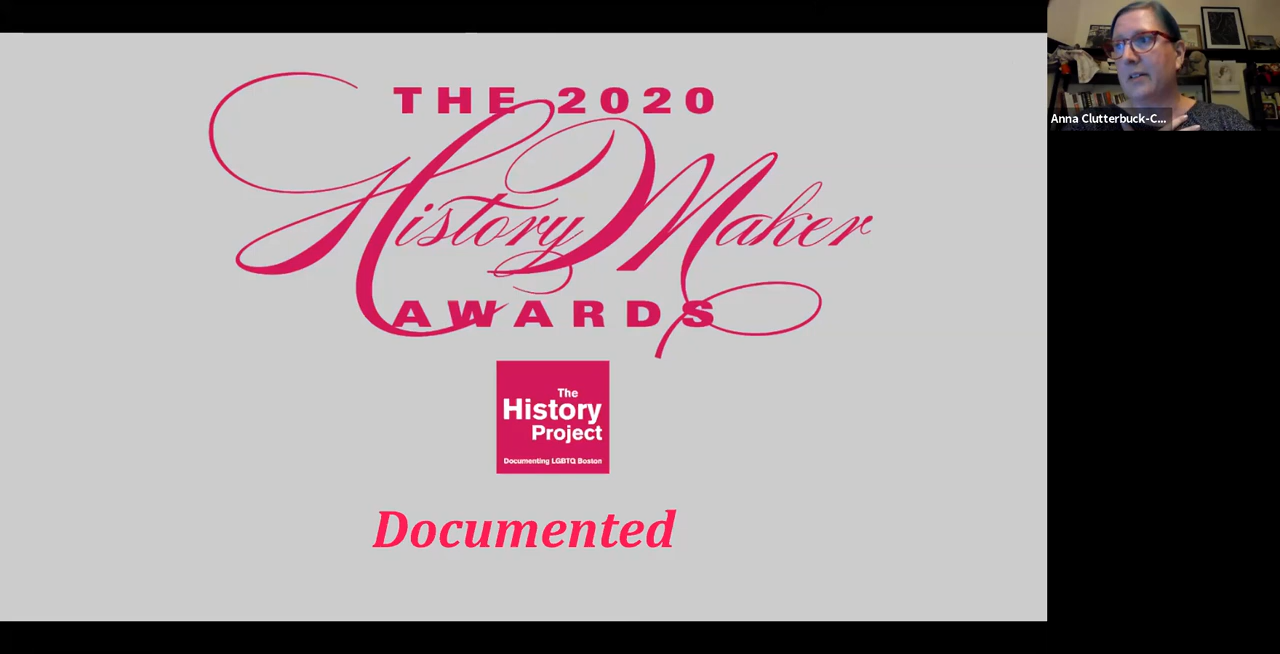 THE 2020
History Maker
AWARDS
The
History
Project
Documenting LGBTQ Boston
Documented
Anna Clutterbuck-C...